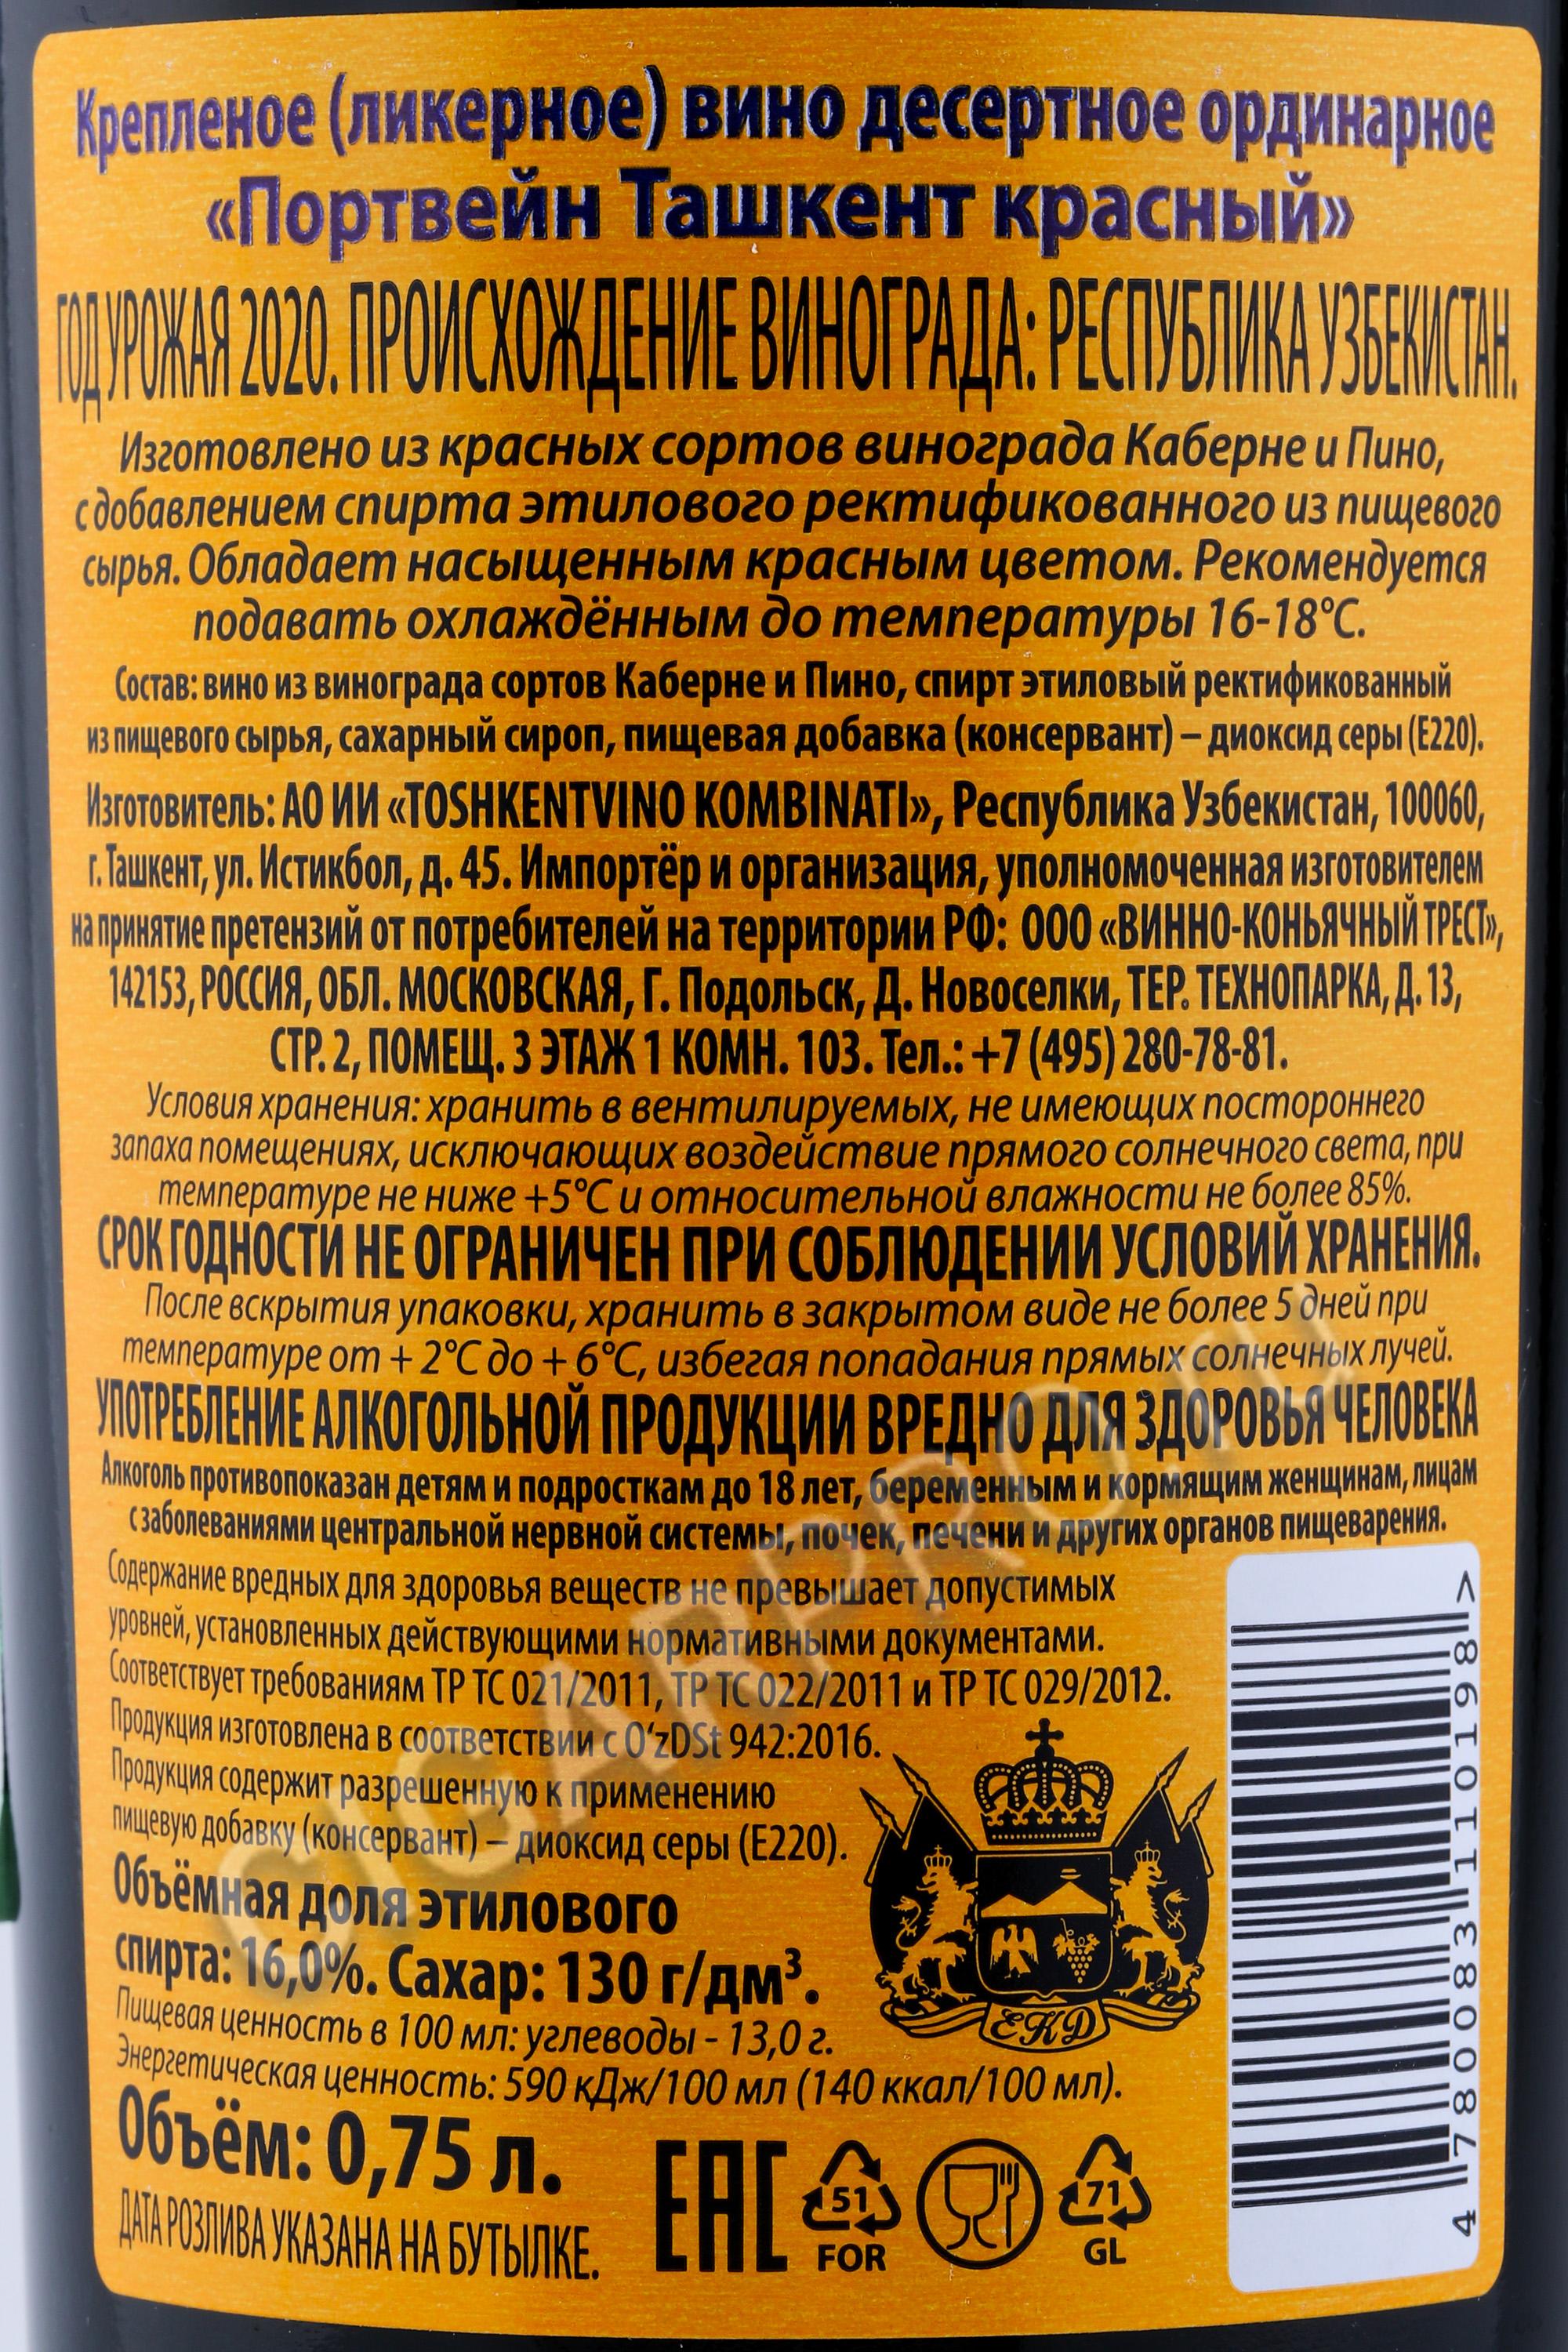 Крепленое (ликерное) вино десертное ординарное
«Портвейн Ташкент красный»
ГОД УРОЖАЯ 2020. ПРОИСХОЖДЕНИЕ ВИНОГРАДА: РЕСПУБЛИКА УЗБЕКИСТАН.
Изготовлено из красных сортов винограда Каберне и Пино,
с добавлением спирта этилового ректификованного из пищевого
сырья. Обладает насыщенным красным цветом. Рекомендуется
подавать охлаждённым до температуры 16-18°C.
Состав: вино из винограда сортов Каберне и Пино, спирт этиловый ректификованный
из пищевого сырья, сахарный сироп, пищевая добавка (консервант) – диоксид серы (E220).
Изготовитель: АО ИИ «TOSHKENTVINO KOMBINATI», Республика Узбекистан, 100060,
г. Ташкент, ул. Истикбол, д. 45. Импортёр и организация, уполномоченная изготовителем
на принятие претензий от потребителей на территории РФ: ООО «ВИННО-КОНЬЯЧНЫЙ ТРЕСТ»,
142153, РОССИЯ, ОБЛ. МОСКОВСКАЯ, Г. Подольск, Д. Новоселки, ТЕР. ТЕХНОПАРКА, Д. 13,
СТР. 2, ПОМЕЩ. 3 ЭТАЖ 1 КОМН. 103. Тел.: +7 (495) 280-78-81.
Условия хранения: хранить в вентилируемых, не имеющих постороннего
запаха помещениях, исключающих воздействие прямого солнечного света, при
температуре не ниже +5°C и относительной влажности не более 85%.
СРОК ГОДНОСТИ НЕ ОГРАНИЧЕН ПРИ СОБЛЮДЕНИИ УСЛОВИЙ ХРАНЕНИЯ.
После вскрытия упаковки, хранить в закрытом виде не более 5 дней при
температуре от + 2°C до + 6°C, избегая попадания прямых солнечных лучей.
УПОТРЕБЛЕНИЕ АЛКОГОЛЬНОЙ ПРОДУКЦИИ ВРЕДНО ДЛЯ ЗДОРОВЬЯ ЧЕЛОВЕКА
Алкоголь противопоказан детям и подросткам до 18 лет, беременным и кормящим женщинам, лицам
с заболеваниями центральной нервной системы, почек, печени и других органов пищеварения.
Содержание вредных для здоровья веществ не превышает допустимых
уровней, установленных действующими нормативными документами.
Соответствует требованиям ТР ТС 021/2011, ТР ТС 022/2011 и ТР ТС 029/2012.
Продукция изготовлена в соответствии с O‘zDSt 942:2016.
Продукция содержит разрешенную к применению
пищевую добавку (консервант) – диоксид серы (E220).
Объёмная доля этилового
спирта: 16,0%. Сахар: 130 г/дм³.
Пищевая ценность в 100 мл: углеводы - 13,0 г.
Энергетическая ценность: 590 кДж/100 мл (140 ккал/100 мл).
Объём: 0,75 л.
ДАТА РОЗЛИВА УКАЗАНА НА БУТЫЛКЕ.
ЕКД
EAC
51
FOR
71
GL
4 780083 110198 >
CIGARPRO.ru